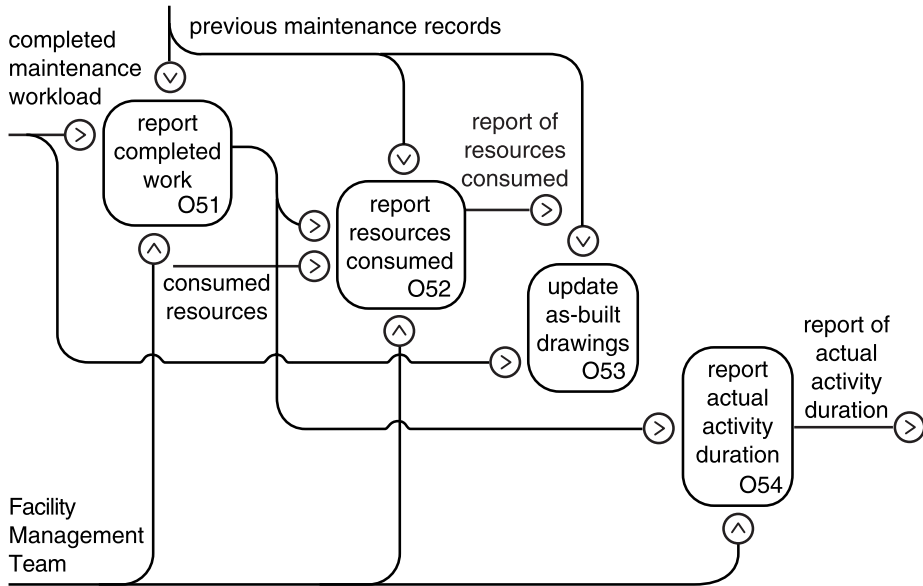 previous maintenance records
completed
maintenance
workload
report
completed
work
O51
report of
resources
consumed
report
resources
consumed
O52
consumed
resources
update
as-built
drawings
O53
report of
actual
activity
duration
report
actual
activity
duration
O54
Facility
Management
Team